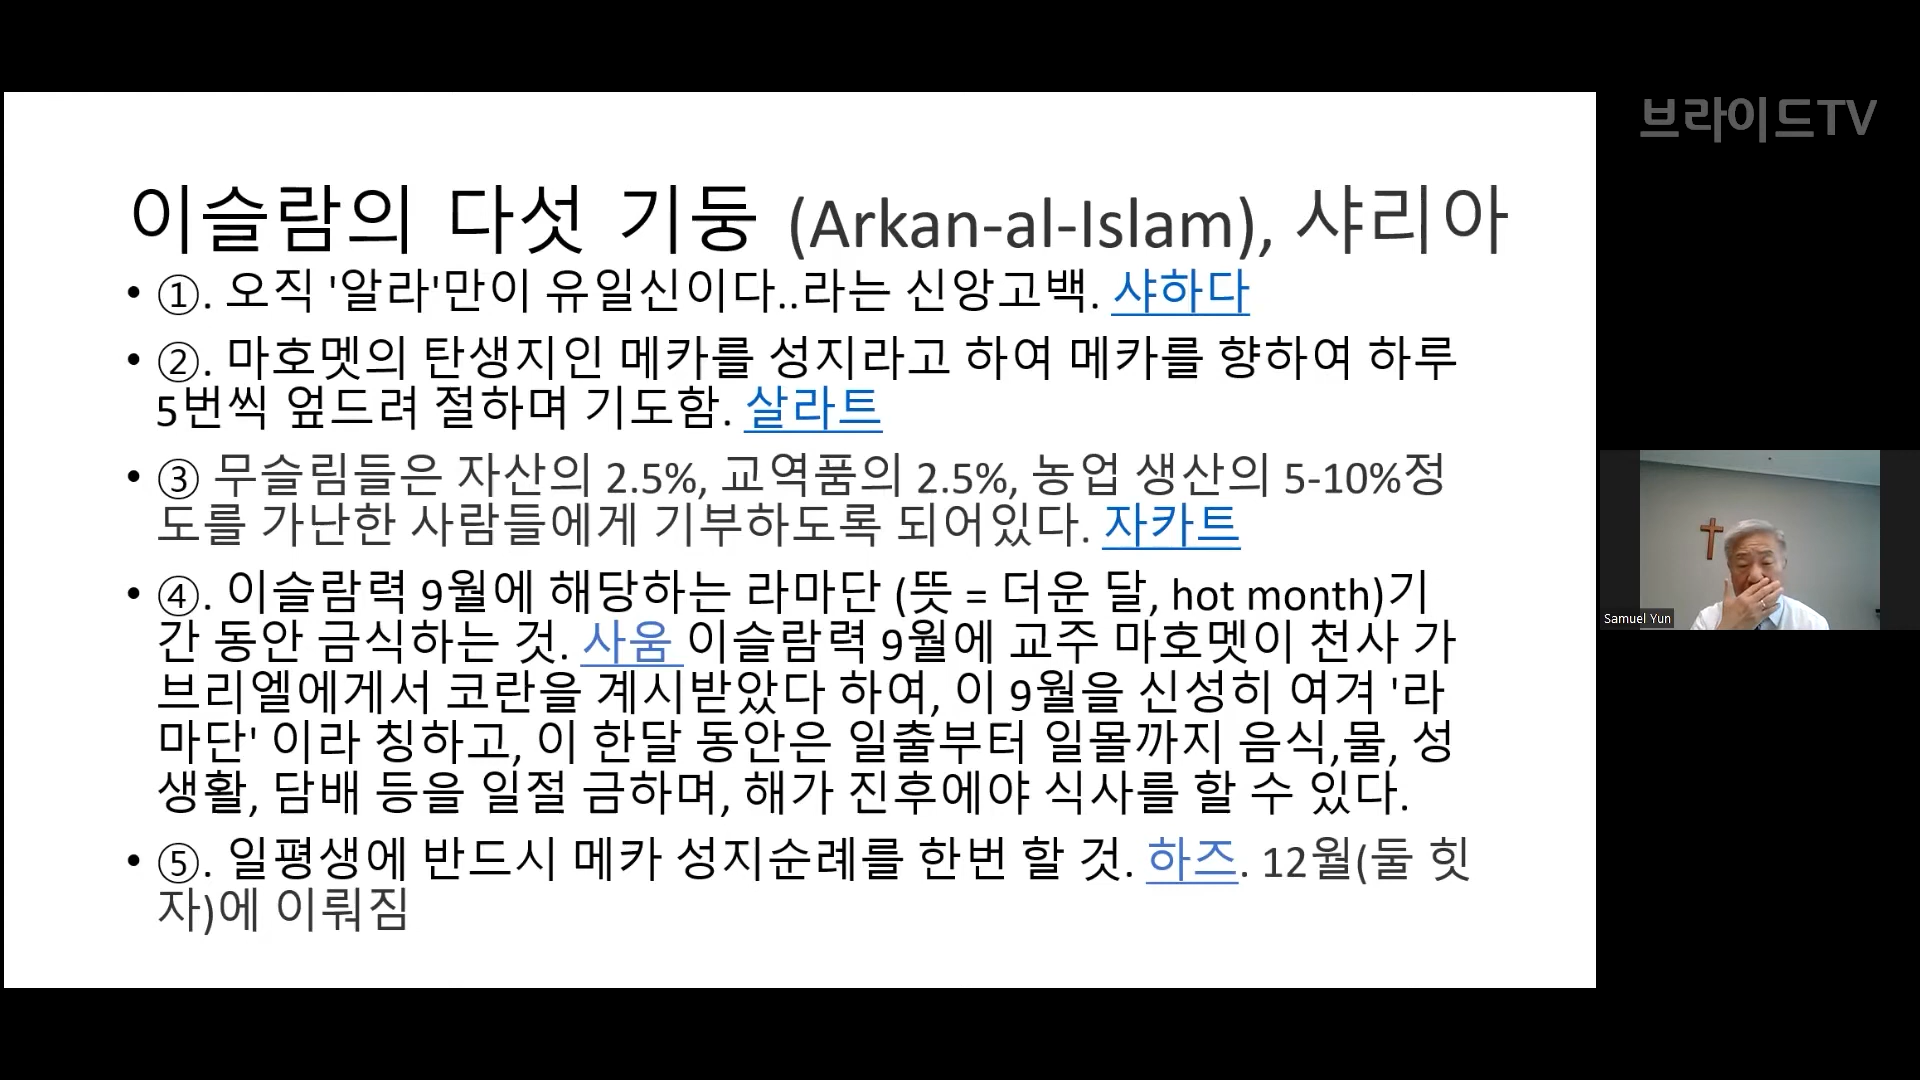 브라이드TV
이슬람의 다섯 기둥 (Arkan-al-Islam), 샤리아
• ①. 오직 '알라'만이 유일신이다..라는 신앙고백. 샤하다
• ②. 마호멧의 탄생지인 메카를 성지라고 하여 메카를 향하여 하루
5번씩 엎드려 절하며 기도함. 살라트
• ③ 무슬림들은 자산의 2.5%, 교역품의 2.5%, 농업 생산의 5-10%정
도를 가난한 사람들에게 기부하도록 되어있다. 자카트
• ④. 이슬람력 9월에 해당하는 라마단 (뜻 = 더운 달, hot month)기
간 동안 금식하는 것. 사움 이슬람력 9월에 교주 마호멧이 천사 가
브리엘에게서 코란을 계시받았다 하여, 이 9월을 신성히 여겨 '라
마단' 이라 칭하고, 이 한달 동안은 일출부터 일몰까지 음식,물, 성
생활, 담배 등을 일절 금하며, 해가 진후에야 식사를 할 수 있다.
• ⑤. 일평생에 반드시 메카 성지순례를 한번 할 것. 하즈. 12월(둘 힛
자)에 이뤄짐
Samuel Yun